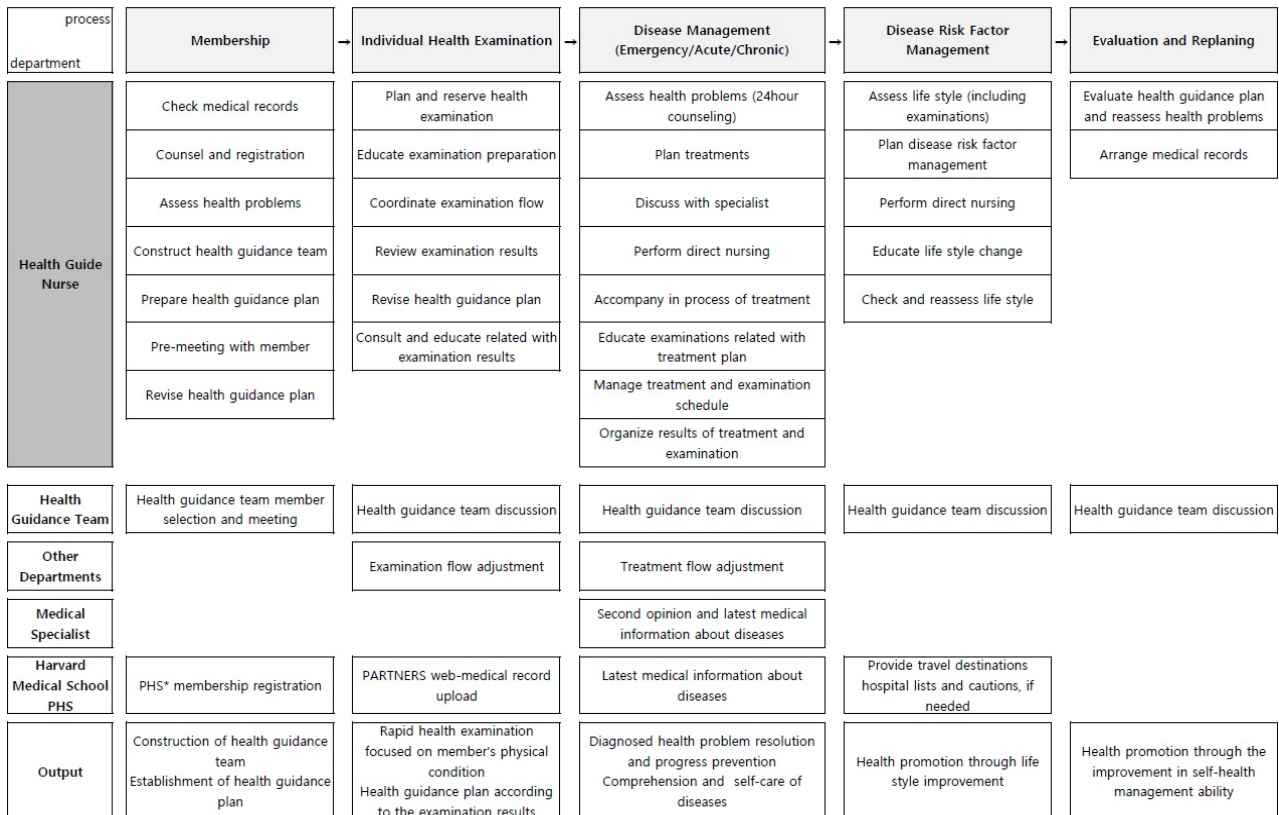 process
department
Membership
→
Individual Health Examination
→
Disease Management
(Emergency/Acute/Chronic)
→
Disease Risk Factor
Management
→
Evaluation and Replaning
Health Guide
Nurse
Check medical records
Counsel and registration
Assess health problems
Construct health guidance team
Prepare health guidance plan
Pre-meeting with member
Revise health guidance plan
Plan and reserve health
examination
Educate examination preparation
Coordinate examination flow
Review examination results
Revise health guidance plan
Consult and educate related with
examination results
Assess health problems (24hour
counseling)
Plan treatments
Discuss with specialist
Perform direct nursing
Accompany in process of treatment
Educate examinations related with
treatment plan
Manage treatment and examination
schedule
Organize results of treatment and
examination
Assess life style (including
examinations)
Plan disease risk factor
management
Perform direct nursing
Educate life style change
Check and reassess life style
Evaluate health guidance plan
and reassess health problems
Arrange medical records
Health
Guidance Team
Health guidance team member
selection and meeting
Health guidance team discussion
Health guidance team discussion
Health guidance team discussion
Health guidance team discussion
Other
Departments
Examination flow adjustment
Treatment flow adjustment
Medical
Specialist
Second opinion and latest medical
information about diseases
Harvard
Medical School
PHS
PHS* membership registration
PARTNERS web-medical record
upload
Latest medical information about
diseases
Provide travel destinations
hospital lists and cautions, if
needed
Output
Construction of health guidance
team
Establishment of health guidance
plan
Rapid health examination
focused on member's physical
condition
Health guidance plan according
to the examination results
Diagnosed health problem resolution
and progress prevention
Comprehension and self-care of
diseases
Health promotion through life
style improvement
Health promotion through the
improvement in self-health
management ability